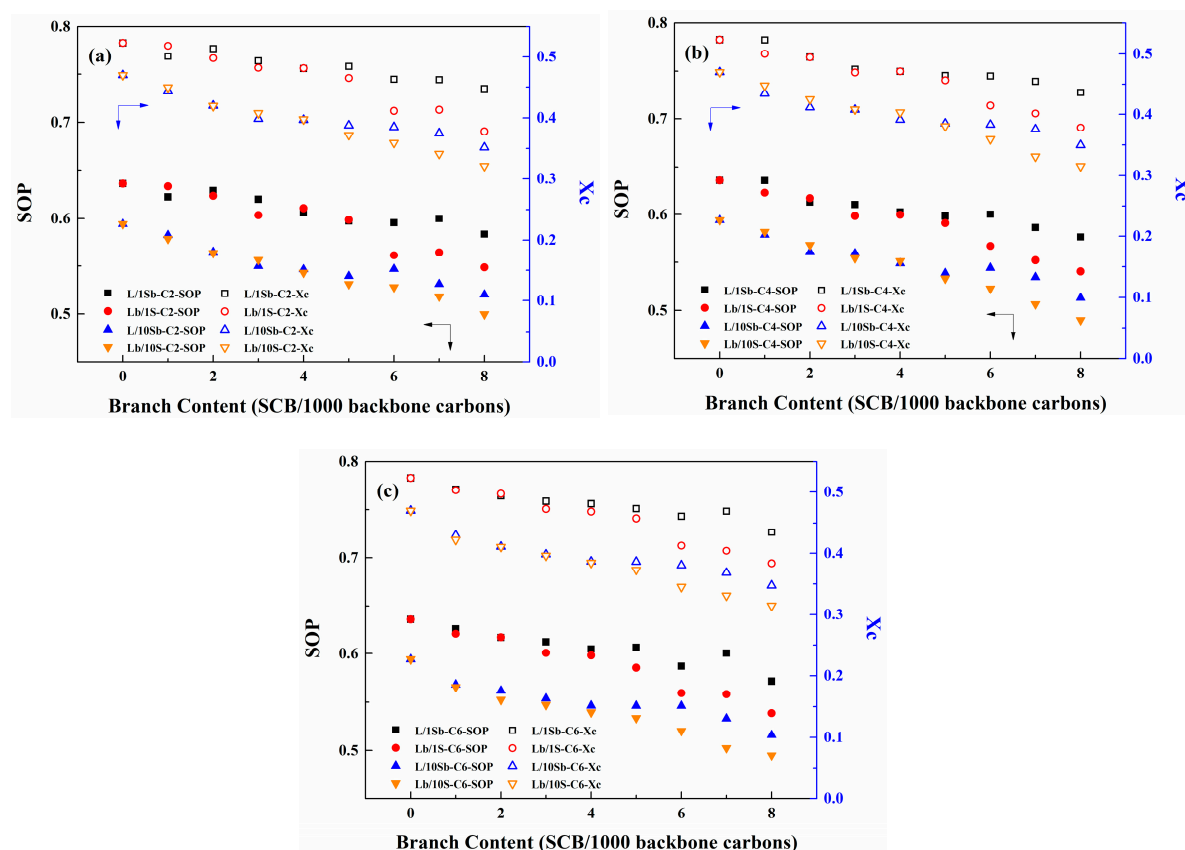 (a)
SOP
0.8
0.7
0.6
0.5
0.5
0.4
0.3
0.2
0.1
0.0
Xc
L/1Sb-C2-SOP L/1Sb-C2-Xc
Lb/1S-C2-SOP Lb/1S-C2-Xc
L/10Sb-C2-SOP L/10Sb-C2-Xc
Lb/10S-C2-SOP Lb/10S-C2-Xc
0 2 4 6 8
Branch Content (SCB/1000 backbone carbons)
(b)
SOP
0.8
0.7
0.6
0.5
0.5
0.4
0.3
0.2
0.1
0.0
Xc
L/1Sb-C4-SOP L/1Sb-C4-Xc
Lb/1S-C4-SOP Lb/1S-C4-Xc
L/10Sb-C4-SOP L/10Sb-C4-Xc
Lb/10S-C4-SOP Lb/10S-C4-Xc
0 2 4 6 8
Branch Content (SCB/1000 backbone carbons)
(c)
SOP
0.8
0.7
0.6
0.5
0.5
0.4
0.3
0.2
0.1
0.0
Xc
L/1Sb-C6-SOP L/1Sb-C6-Xc
Lb/1S-C6-SOP Lb/1S-C6-Xc
L/10Sb-C6-SOP L/10Sb-C6-Xc
Lb/10S-C6-SOP Lb/10S-C6-Xc
0 2 4 6 8
Branch Content (SCB/1000 backbone carbons)